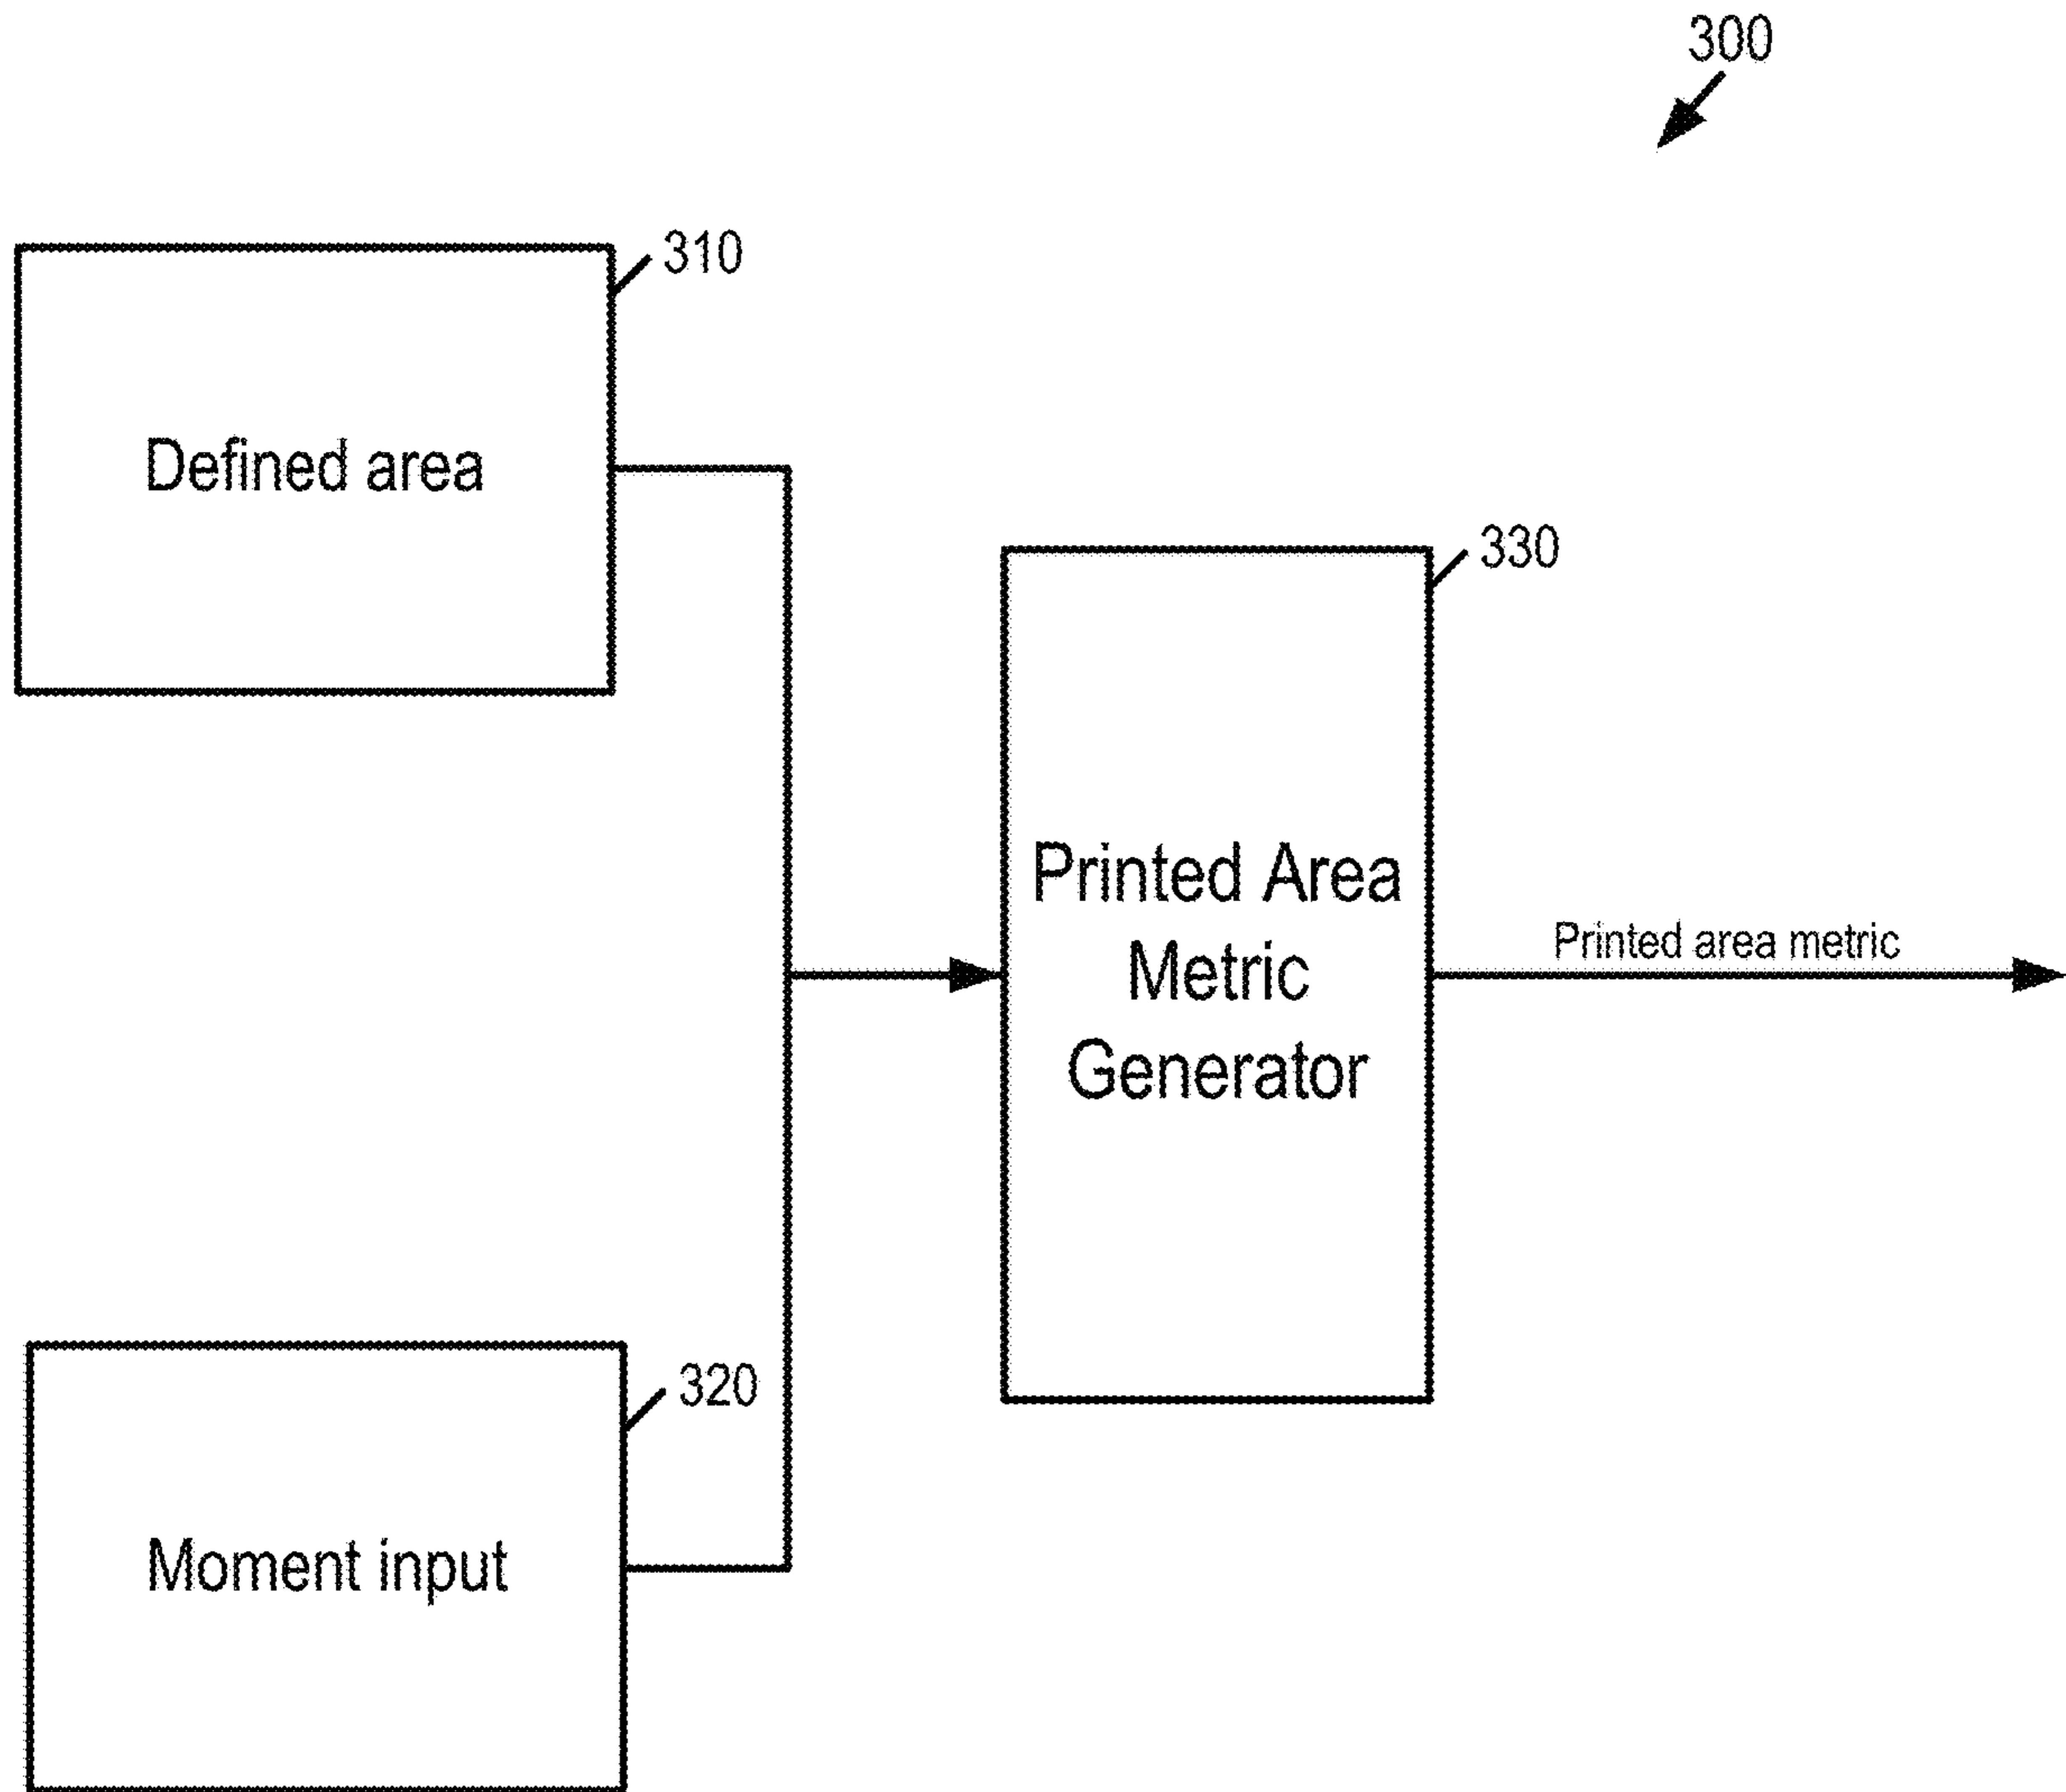 300
310
Defined area
330
Printed Area
Metric
Generator
Printed area metric
320
Moment input